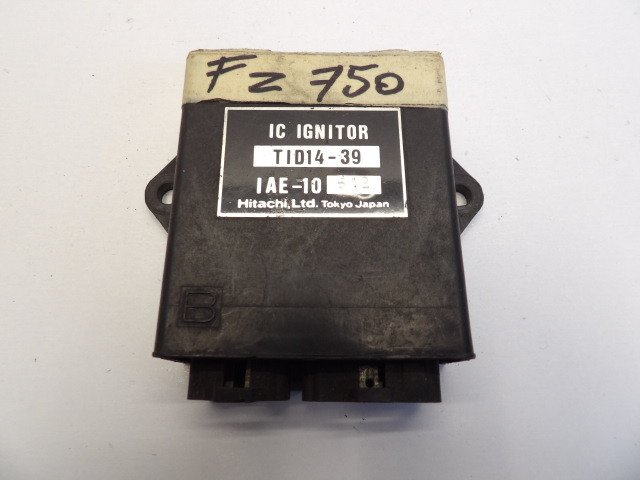 FZ 750
IC IGNITOR
TID14-39
IAE-10
Hitachi, Ltd. Tokyo Japan
B